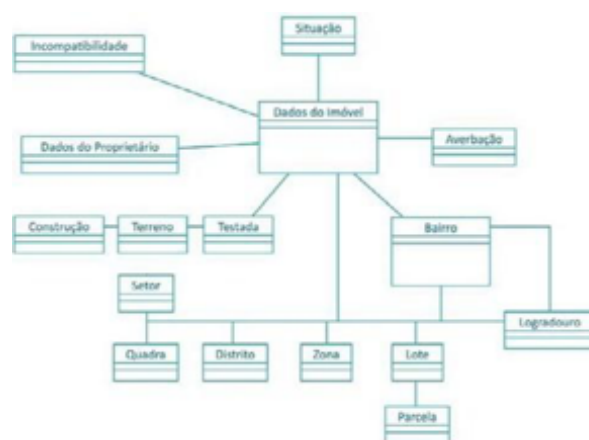 Situação
Incompatibilidade
Dados do Imóvel
Dados do Proprietário
Averbação
Construção
Terreno
Testada
Bairro
Setor
Logradouro
Quadra
Distrito
Zona
Lote
Parcela